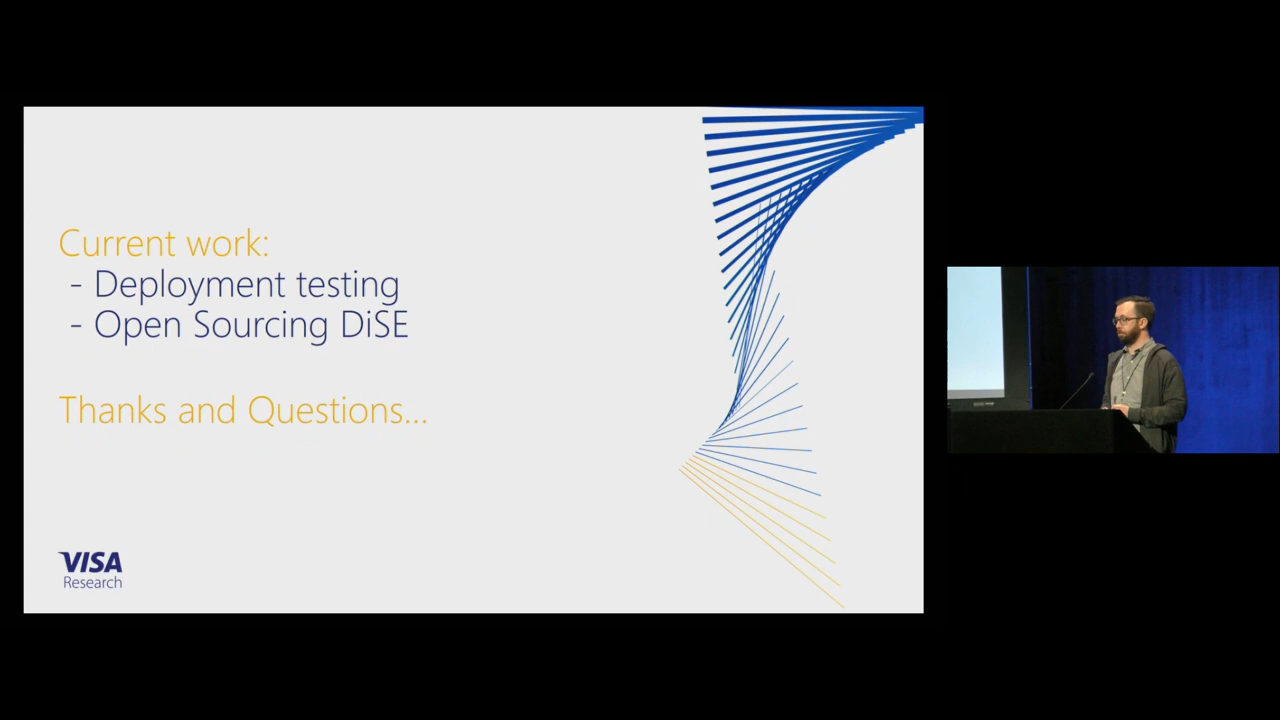 Current work:
- Deployment testing
- Open Sourcing DiSE
Thanks and Questions...
VISA
Research